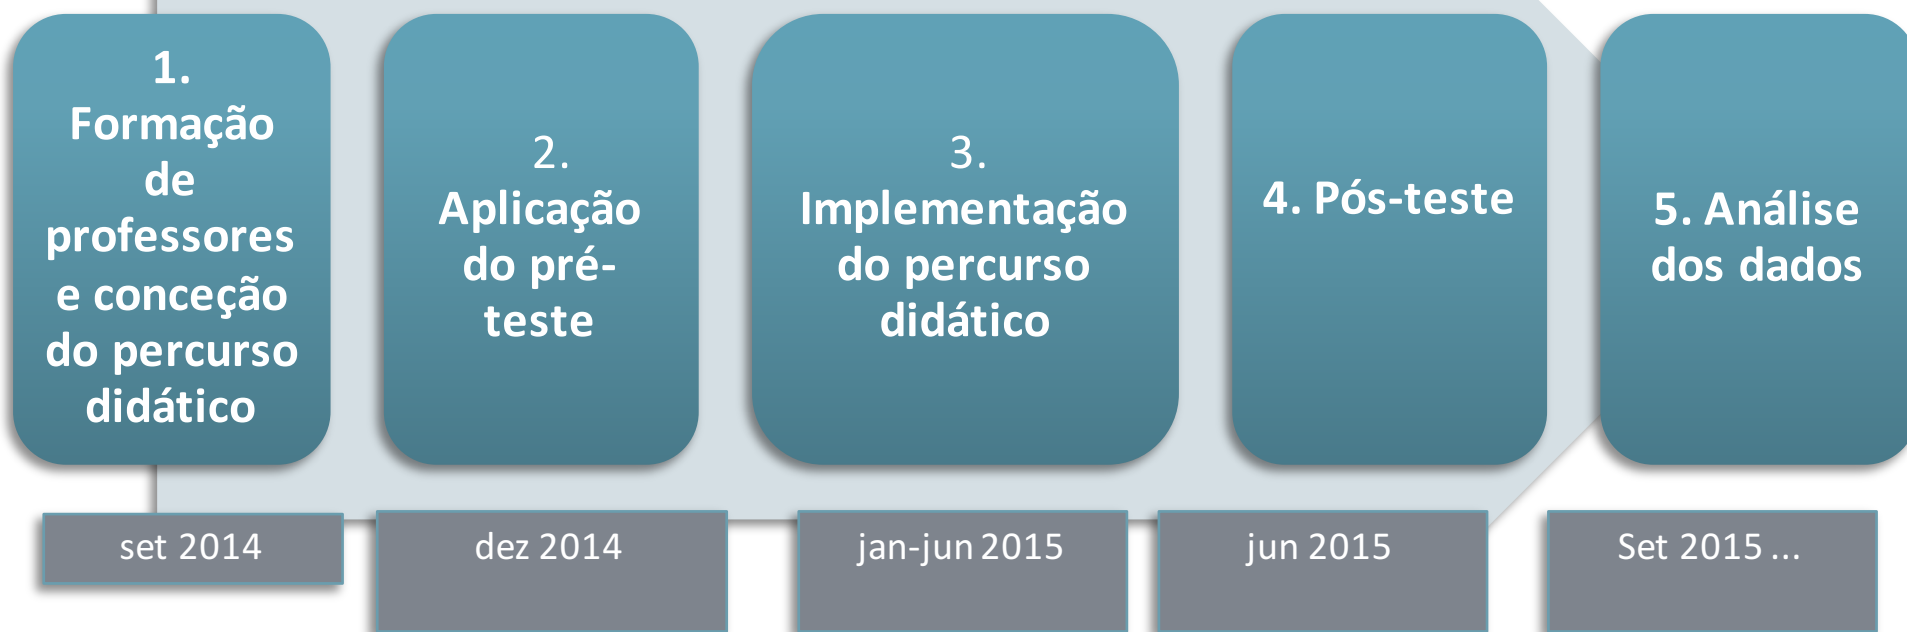 1.
Formação
de
professores
e conceção
do percurso
didático
2.
Aplicação
do pré-
teste
3.
Implementação
do percurso
didático
4. Pós-teste
5. Análise
dos dados
set 2014
dez 2014
jan-jun 2015
jun 2015
Set 2015 ...